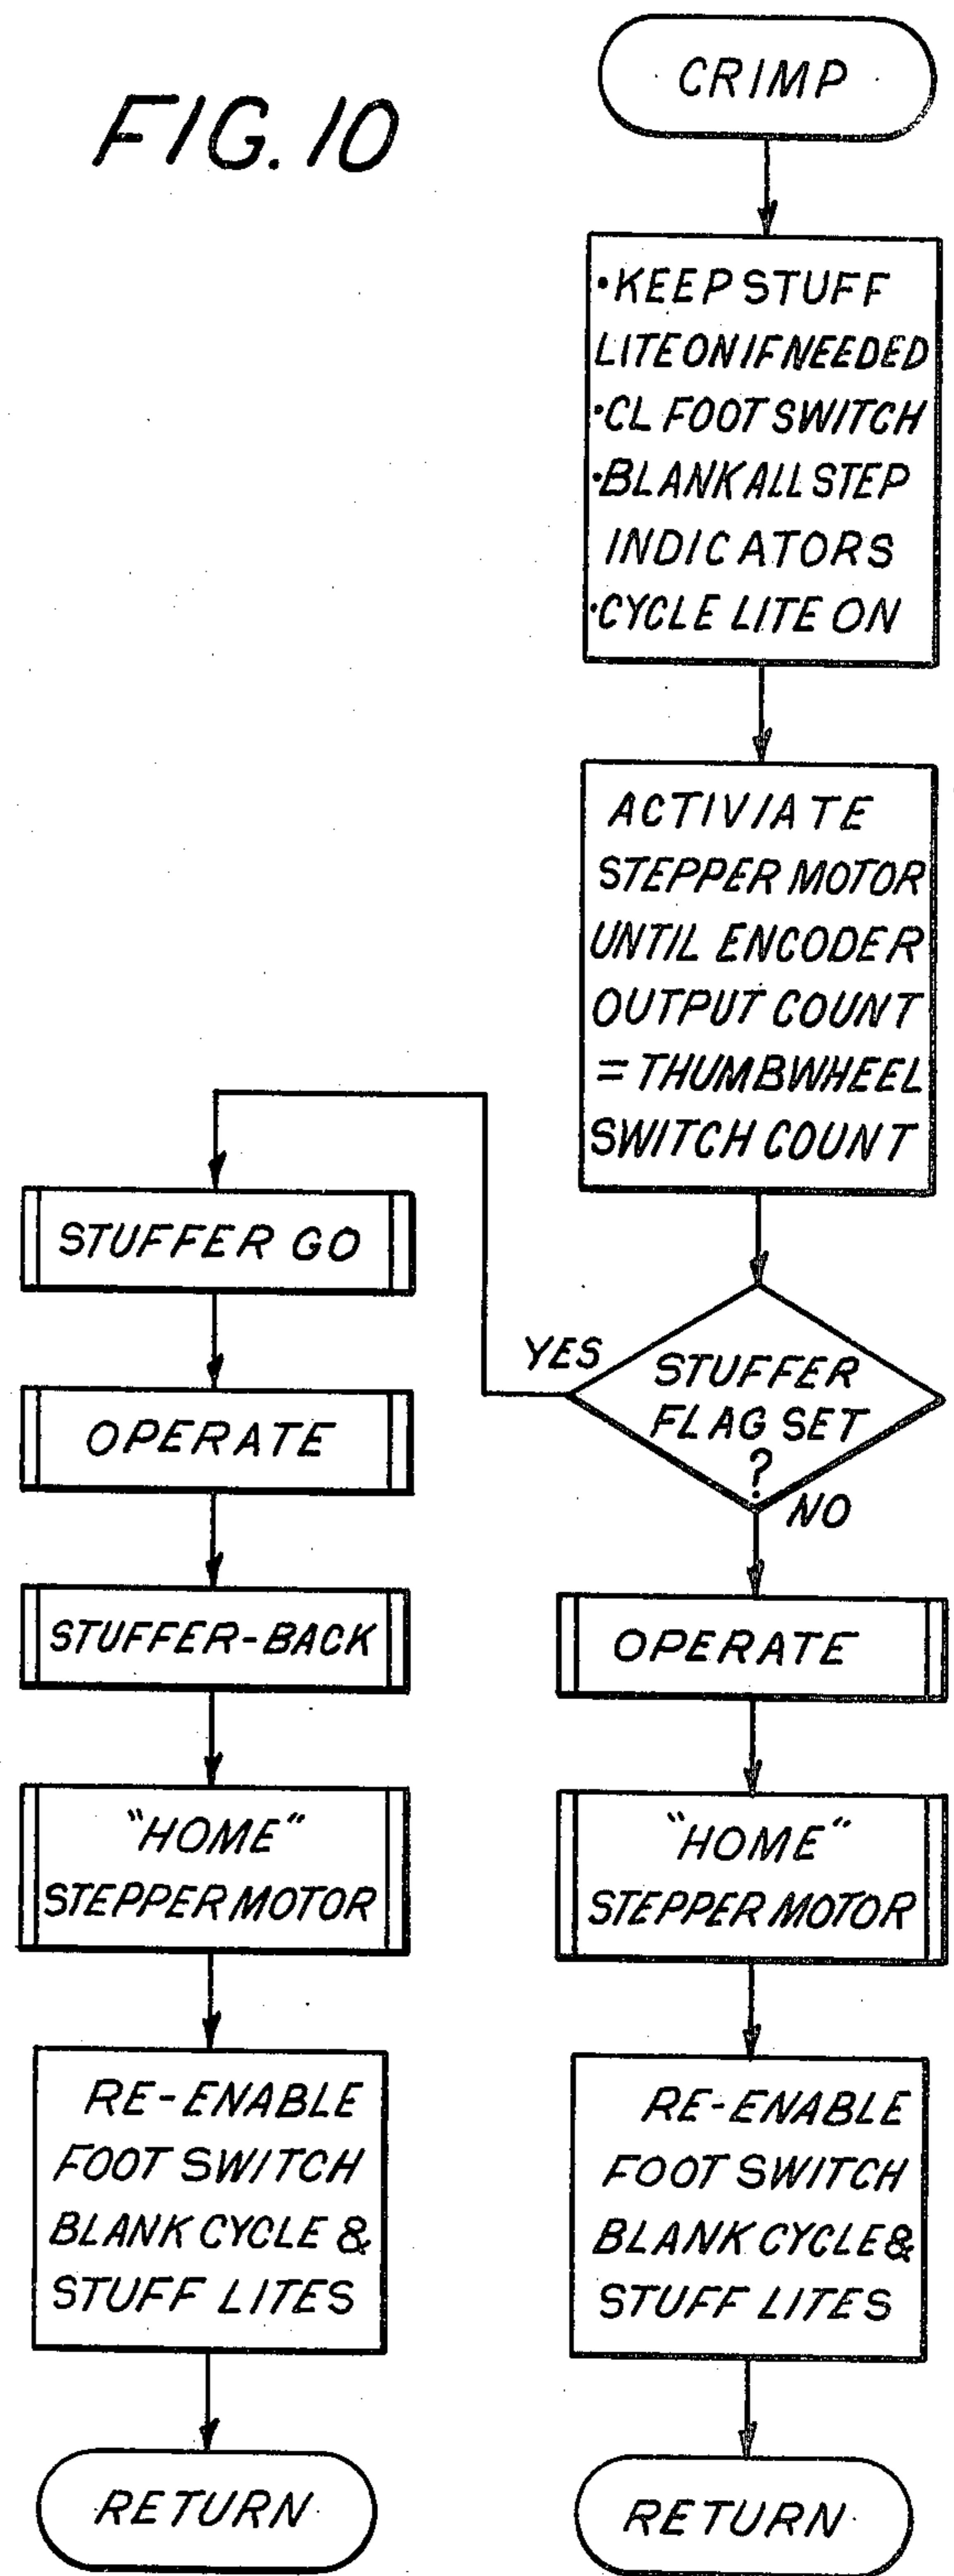 FIG. 10
CRIMP
•KEEP STUFF
LITE ON IF NEEDED
•CL FOOT SWITCH
•BLANK ALL STEP
INDICATORS
•CYCLE LITE ON
ACTIVIATE
STEPPER MOTOR
UNTIL ENCODER
OUTPUT COUNT
= THUMBWHEEL
SWITCH COUNT
STUFFER
FLAG SET
?
YES
NO
STUFFER GO
OPERATE
STUFFER-BACK
"HOME"
STEPPER MOTOR
RE-ENABLE
FOOT SWITCH
BLANK CYCLE &
STUFF LITES
RETURN
OPERATE
"HOME"
STEPPER MOTOR
RE-ENABLE
FOOT SWITCH
BLANK CYCLE &
STUFF LITES
RETURN